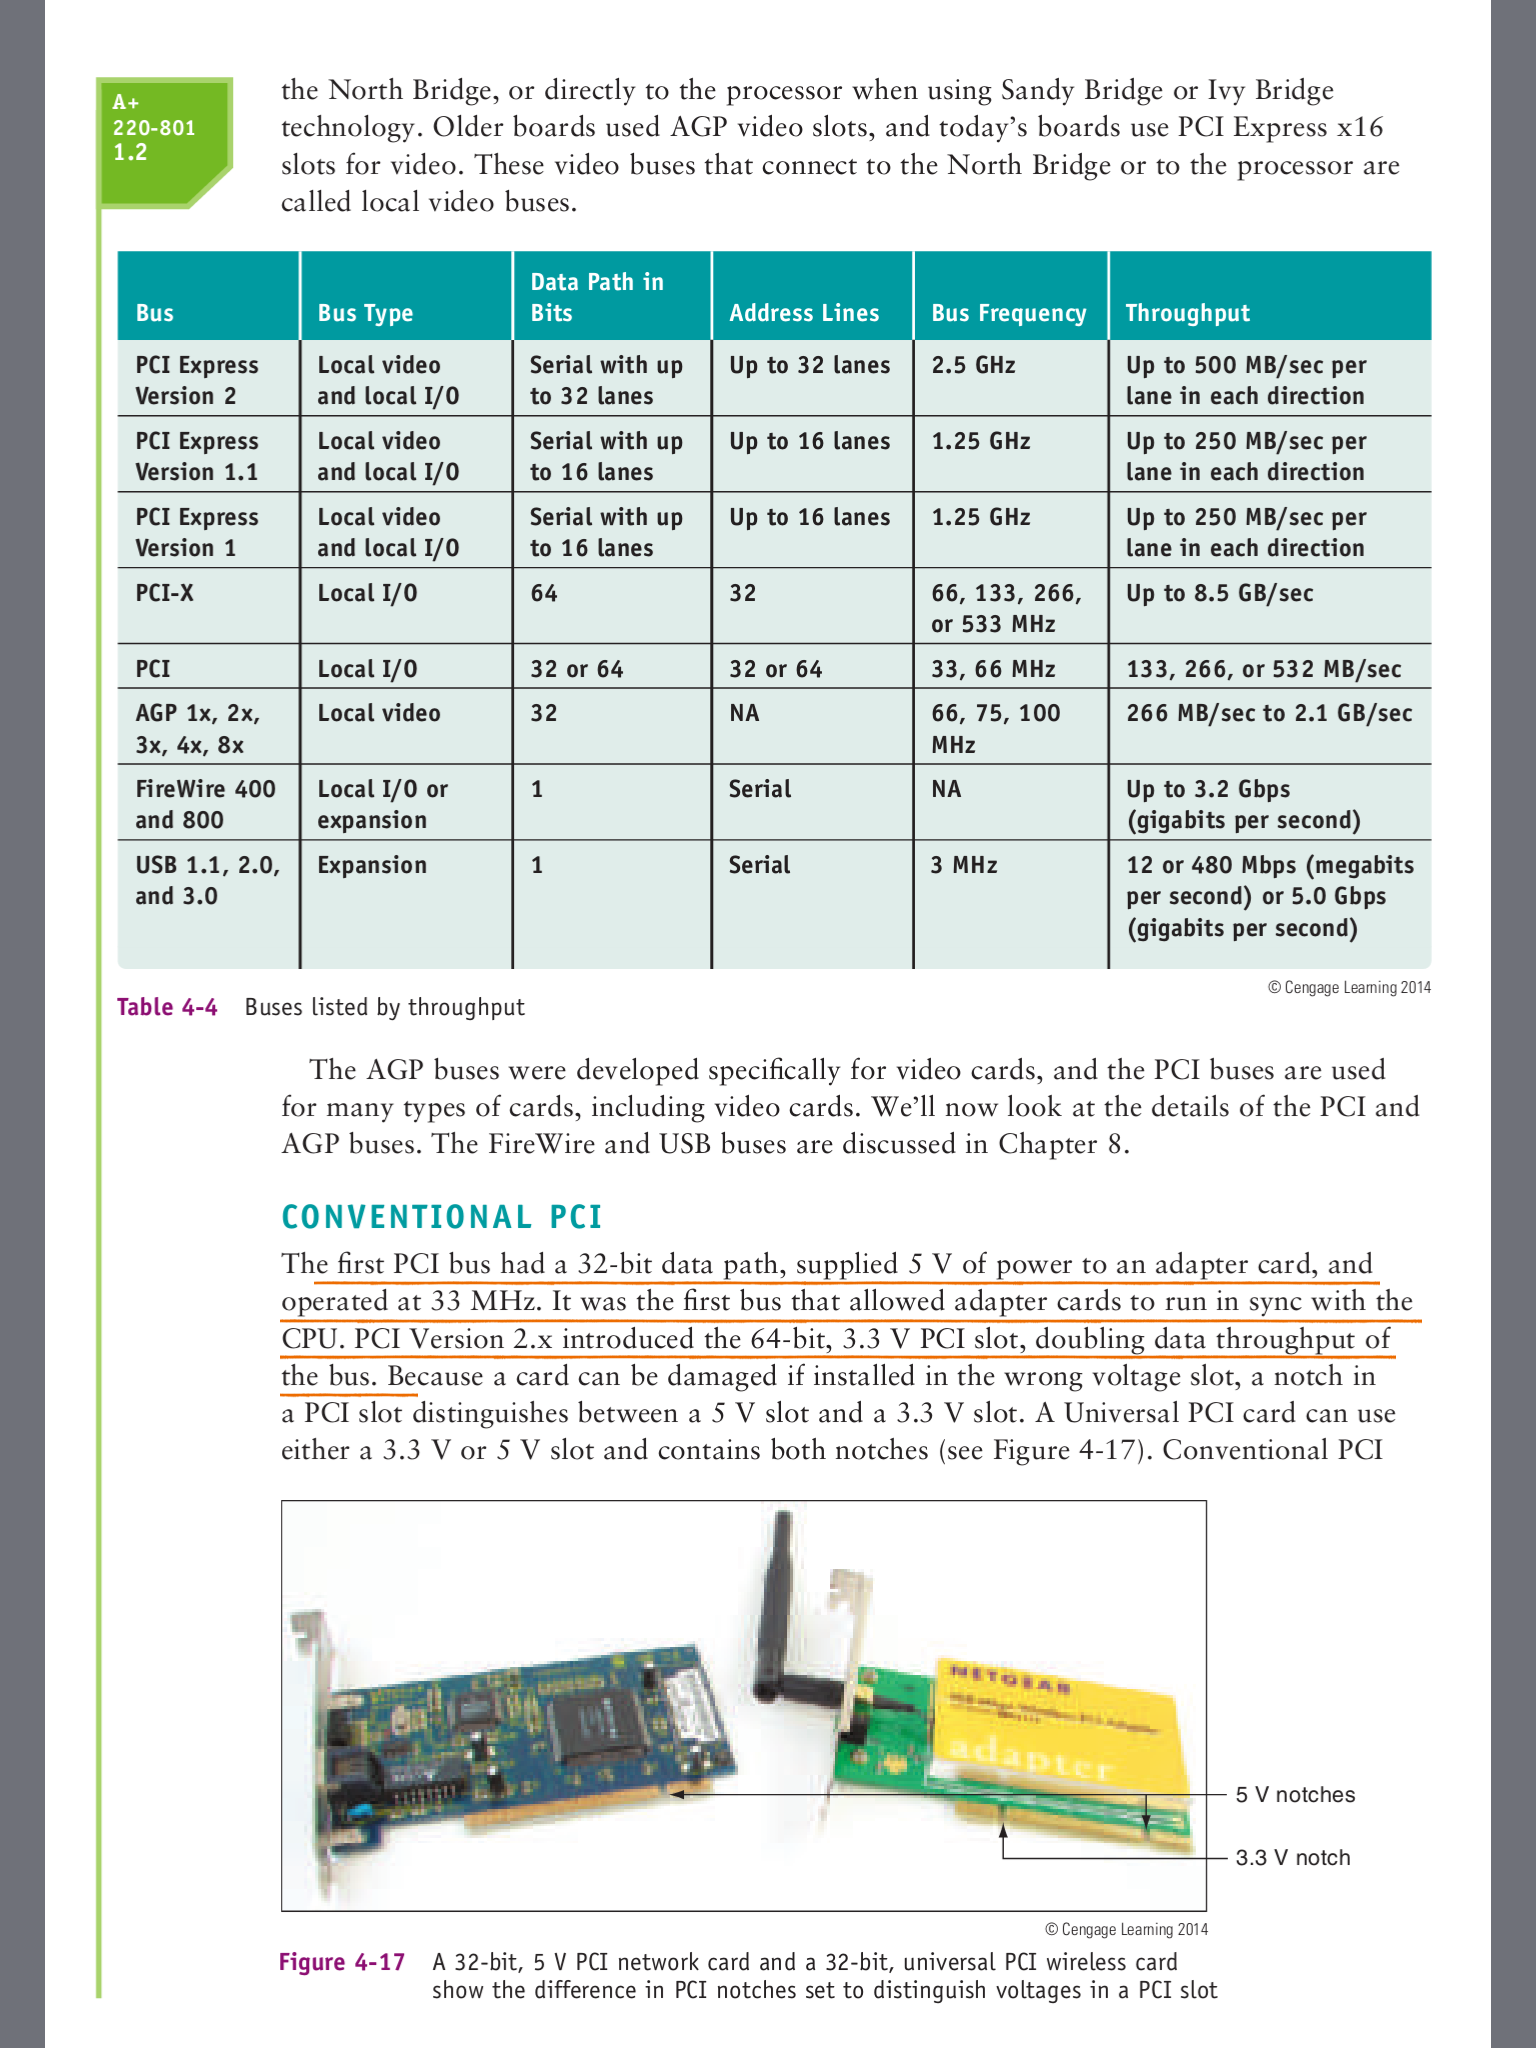 A+
220-801
1.2
the North Bridge, or directly to the processor when using Sandy Bridge or Ivy Bridge
technology. Older boards used AGP video slots, and today’s boards use PCI Express x16
slots for video. These video buses that connect to the North Bridge or to the processor are
called local video buses.
Bus | Bus Type | Data Path in Bits | Address Lines | Bus Frequency | Throughput
PCI Express Version 2 | Local video and local I/O | Serial with up to 32 lanes | Up to 32 lanes | 2.5 GHz | Up to 500 MB/sec per lane in each direction
PCI Express Version 1.1 | Local video and local I/O | Serial with up to 16 lanes | Up to 16 lanes | 1.25 GHz | Up to 250 MB/sec per lane in each direction
PCI Express Version 1 | Local video and local I/O | Serial with up to 16 lanes | Up to 16 lanes | 1.25 GHz | Up to 250 MB/sec per lane in each direction
PCI-X | Local I/O | 64 | 32 | 66, 133, 266, or 533 MHz | Up to 8.5 GB/sec
PCI | Local I/O | 32 or 64 | 32 or 64 | 33, 66 MHz | 133, 266, or 532 MB/sec
AGP 1x, 2x, 3x, 4x, 8x | Local video | 32 | NA | 66, 75, 100 MHz | 266 MB/sec to 2.1 GB/sec
FireWire 400 and 800 | Local I/O or expansion | 1 | Serial | NA | Up to 3.2 Gbps (gigabits per second)
USB 1.1, 2.0, and 3.0 | Expansion | 1 | Serial | 3 MHz | 12 or 480 Mbps (megabits per second) or 5.0 Gbps (gigabits per second)
© Cengage Learning 2014
Table 4-4 Buses listed by throughput
The AGP buses were developed specifically for video cards, and the PCI buses are used
for many types of cards, including video cards. We’ll now look at the details of the PCI and
AGP buses. The FireWire and USB buses are discussed in Chapter 8.
CONVENTIONAL PCI
The first PCI bus had a 32-bit data path, supplied 5 V of power to an adapter card, and
operated at 33 MHz. It was the first bus that allowed adapter cards to run in sync with the
CPU. PCI Version 2.x introduced the 64-bit, 3.3 V PCI slot, doubling data throughput of
the bus. Because a card can be damaged if installed in the wrong voltage slot, a notch in
a PCI slot distinguishes between a 5 V slot and a 3.3 V slot. A Universal PCI card can use
either a 3.3 V or 5 V slot and contains both notches (see Figure 4-17). Conventional PCI
NETGEAR
adapter
5 V notches
3.3 V notch
© Cengage Learning 2014
Figure 4-17 A 32-bit, 5 V PCI network card and a 32-bit, universal PCI wireless card
show the difference in PCI notches set to distinguish voltages in a PCI slot